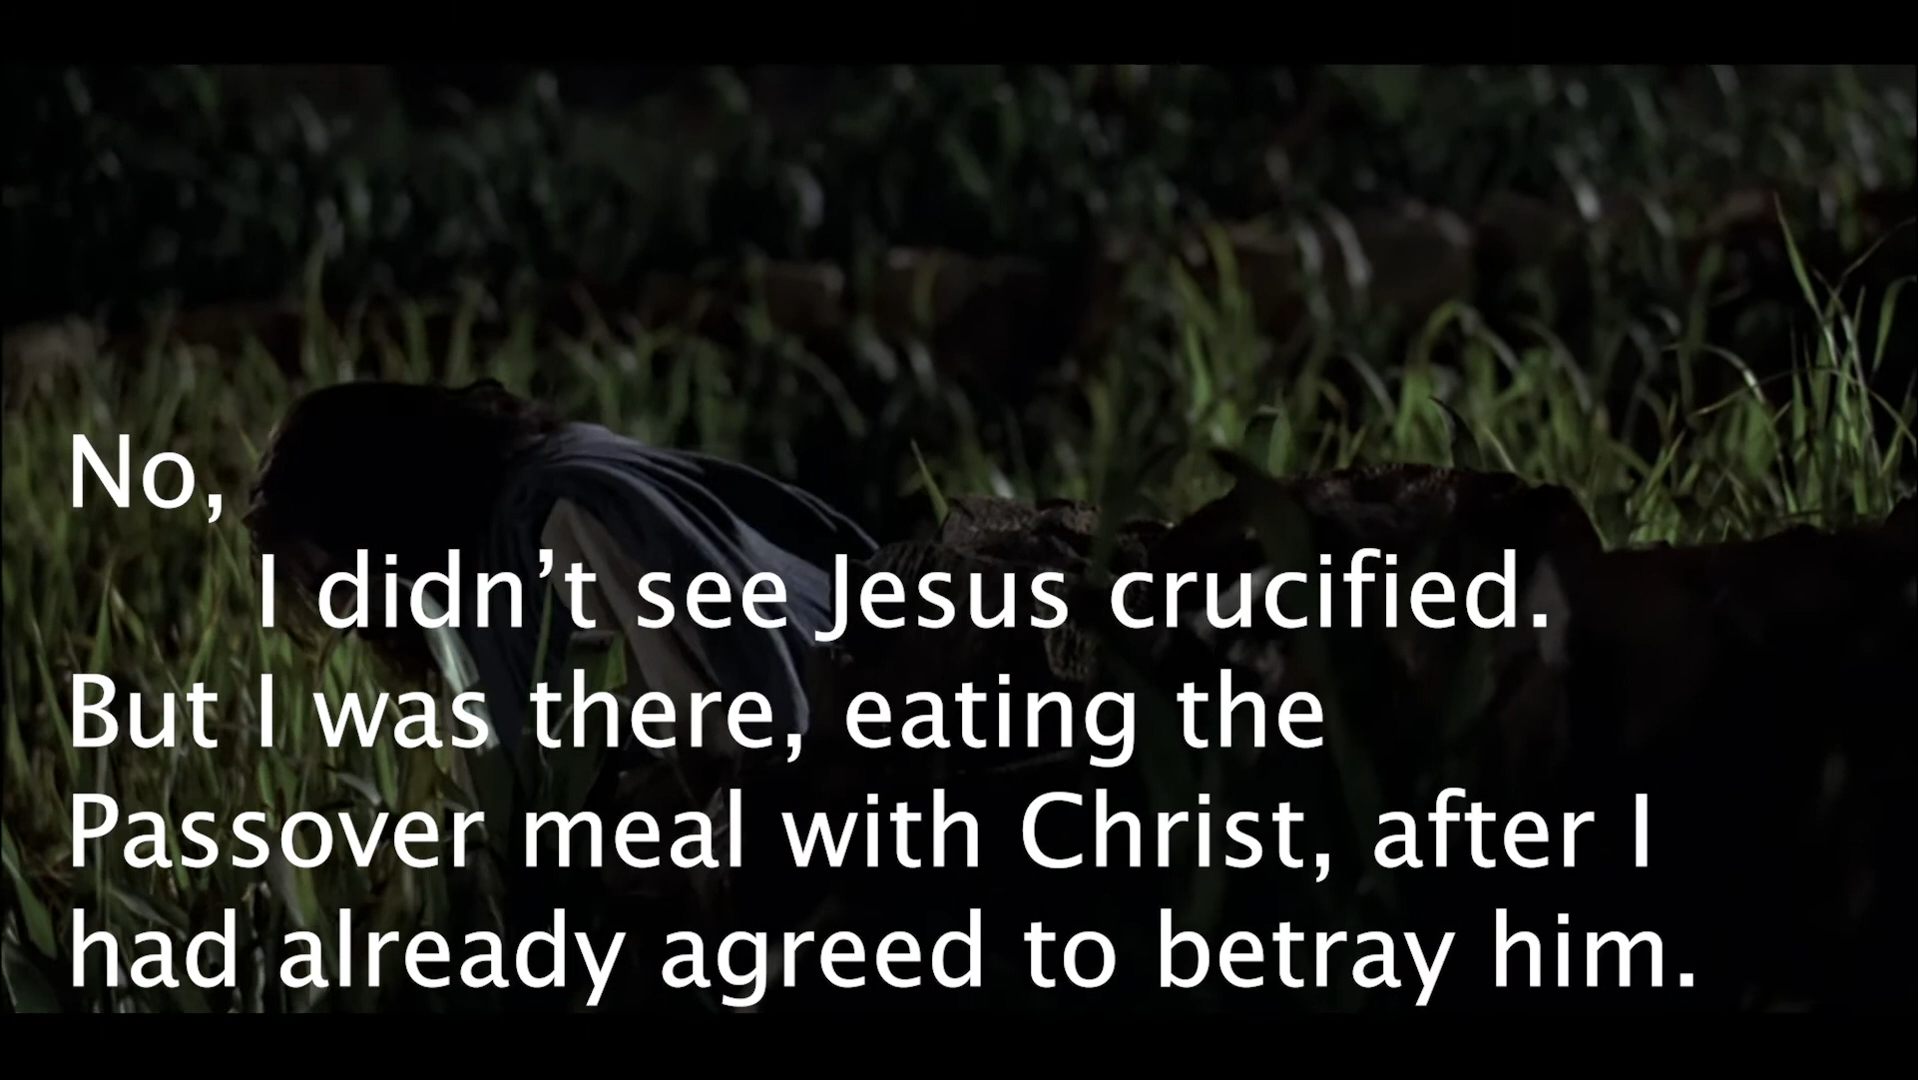 No,
I didn’t see Jesus crucified.
But I was there, eating the
Passover meal with Christ, after I
had already agreed to betray him.